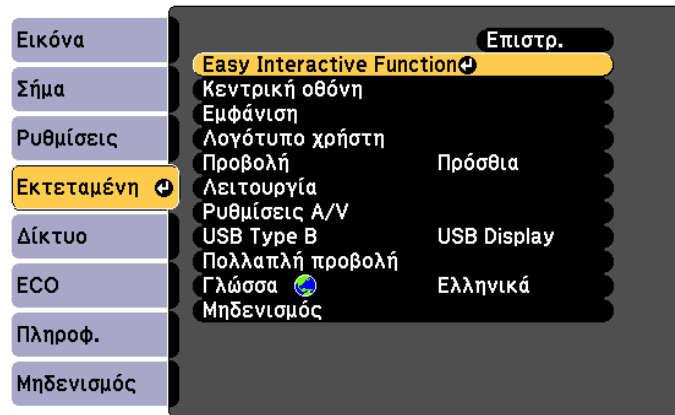 Εικόνα
Σήμα
Ρυθμίσεις
Εκτεταμένη
Δίκτυο
ECO
Πληροφ.
Μηδενισμός
Επιστρ.
Easy Interactive Function
Κεντρική οθόνη
Εμφάνιση
Λογότυπο χρήστη
Προβολή Πρόσθια
Λειτουργία
Ρυθμίσεις A/V
USB Type B USB Display
Πολλαπλή προβολή
Γλώσσα Ελληνικά
Μηδενισμός